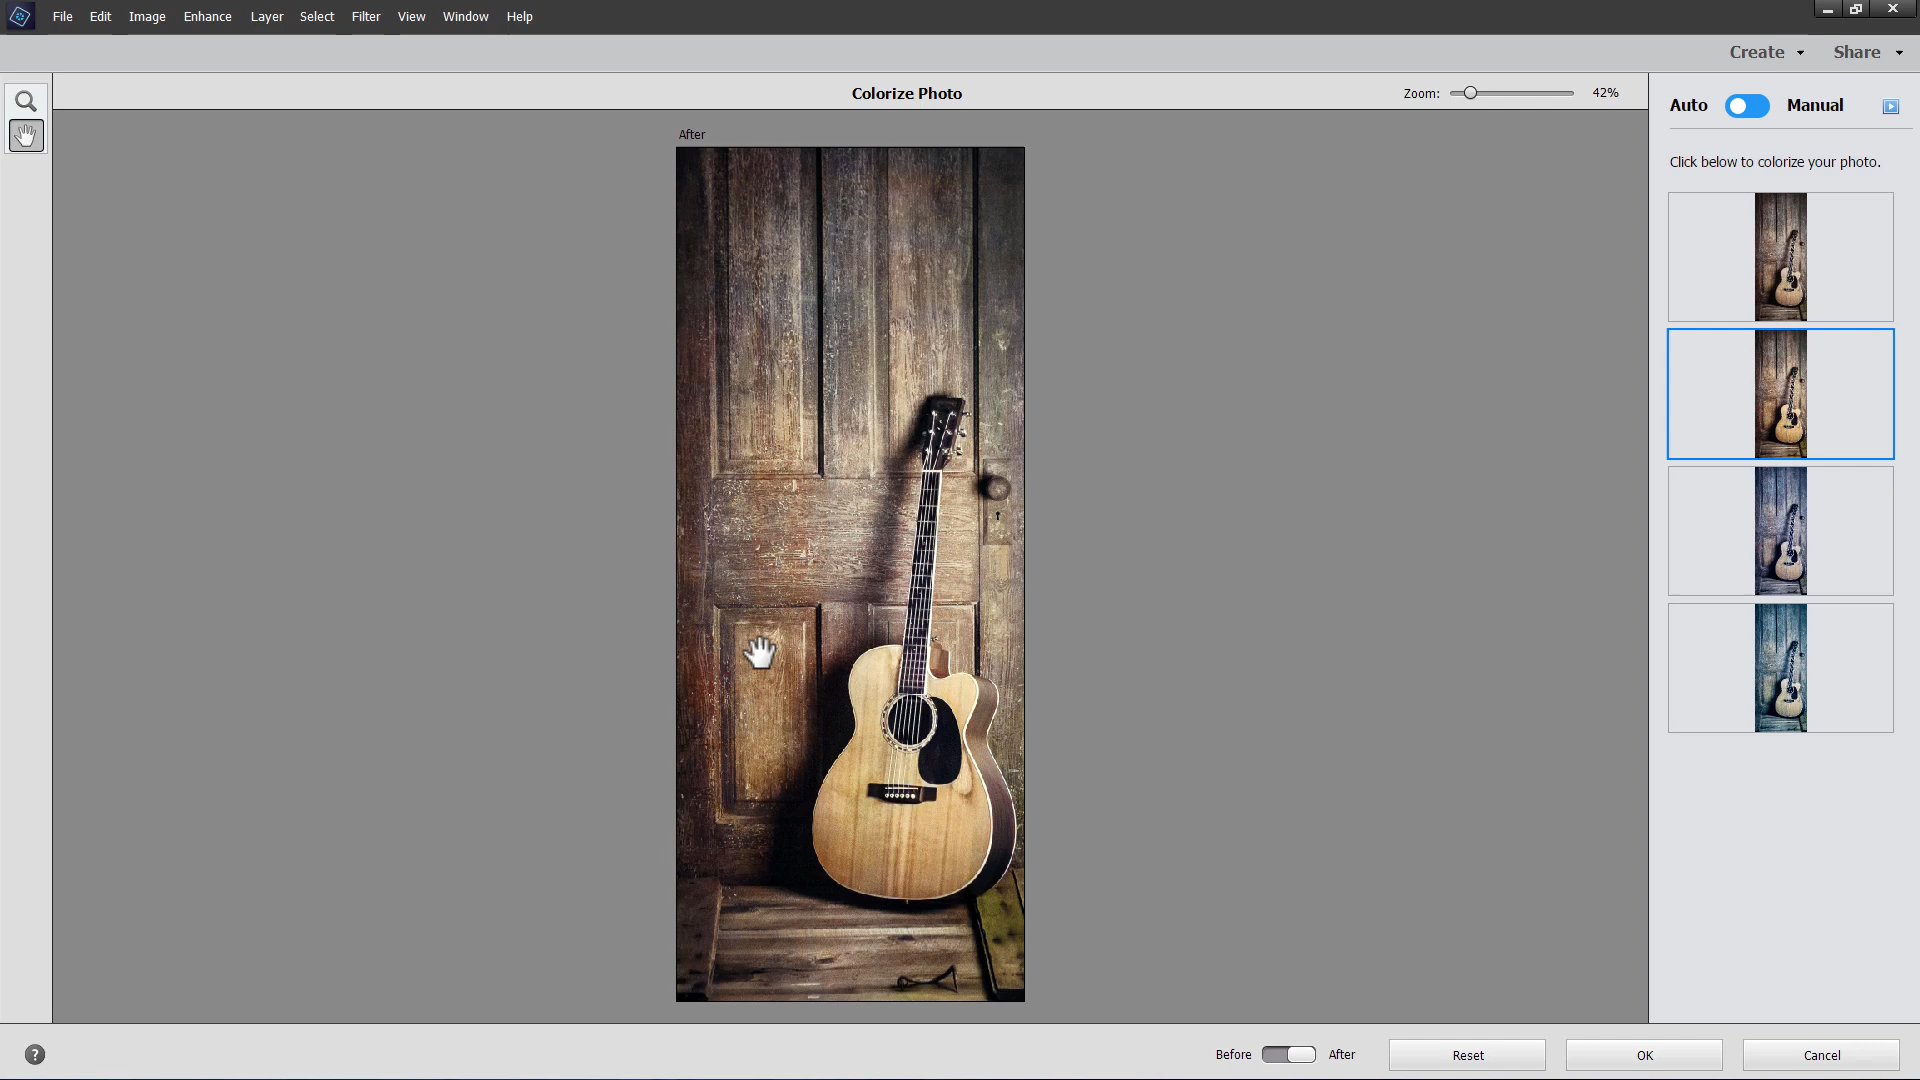 File Edit Image Enhance Layer Select Filter View Window Help
Create Share
Colorize Photo
Zoom: 42%
Auto Manual
After
Click below to colorize your photo.
?
Before After Reset OK Cancel